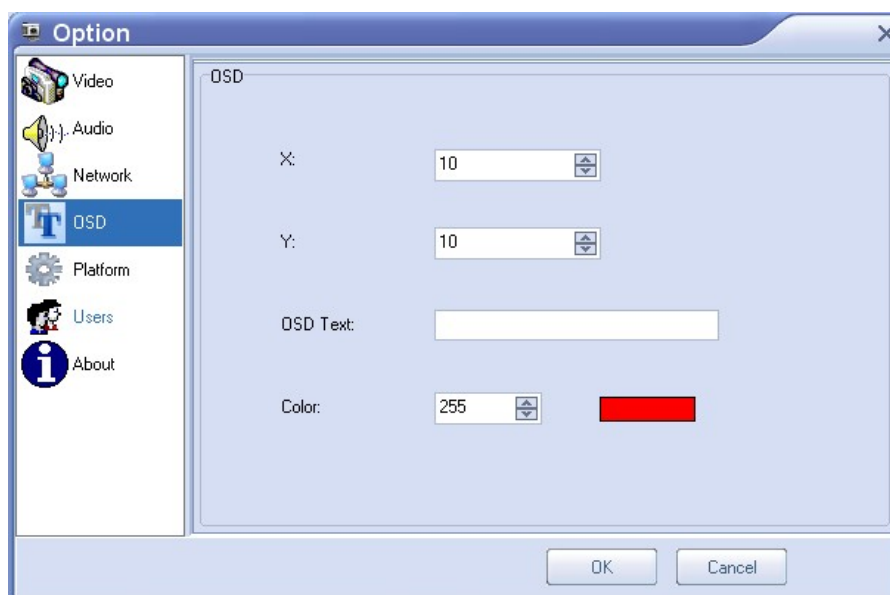 Option
Video
Audio
Network
OSD
Platform
Users
About
OSD
X: 10
Y: 10
OSD Text:
Color: 255
OK Cancel